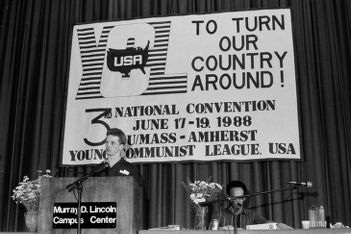 YCL
USA
TO TURN
OUR
COUNTRY
AROUND!
3RD NATIONAL CONVENTION
JUNE 17-19, 1988
U/MASS-AMHERST
YOUNG COMMUNIST LEAGUE, USA
Murray D. Lincoln
Campus Center